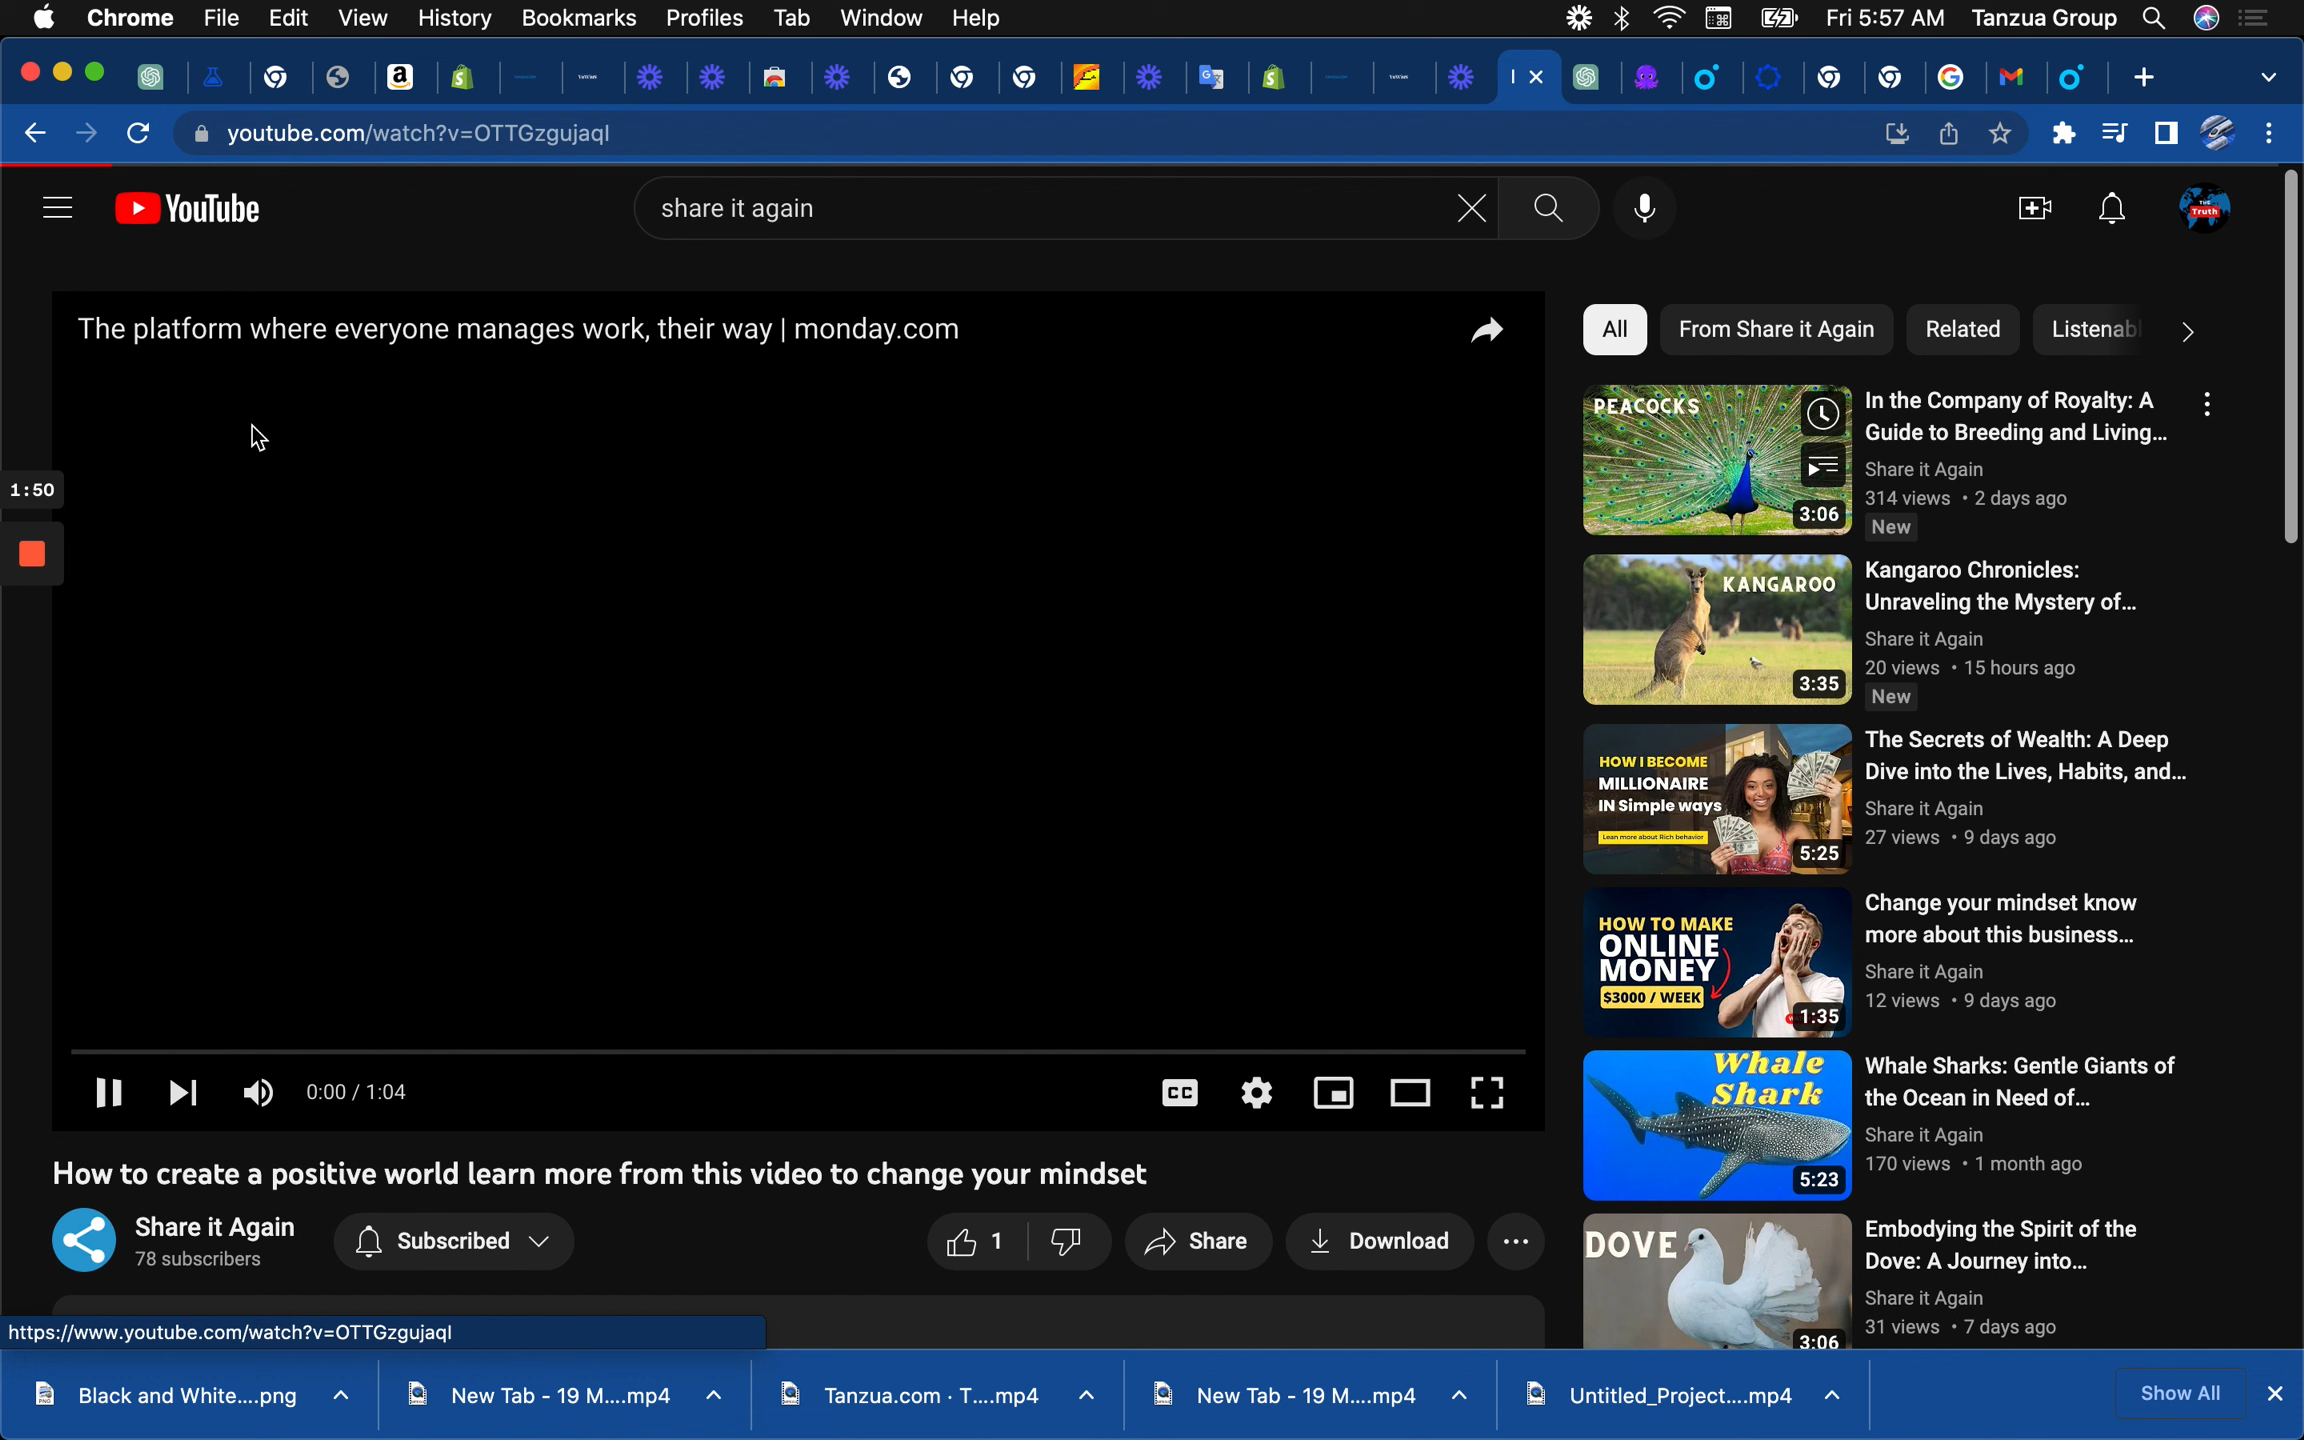 Chrome File Edit View History Bookmarks Profiles Tab Window Help
Fri 5:57 AM Tanzua Group
youtube.com/watch?v=OTTGzgujaqI
YouTube
share it again
THE
Truth
The platform where everyone manages work, their way | monday.com
1:50
0:00 / 1:04
CC
How to create a positive world learn more from this video to change your mindset
Share it Again
78 subscribers
Subscribed
1
Share
Download
All
From Share it Again
Related
Listenabl
PEACOCKS
3:06
In the Company of Royalty: A
Guide to Breeding and Living...
Share it Again
314 views • 2 days ago
New
KANGAROO
3:35
Kangaroo Chronicles:
Unraveling the Mystery of...
Share it Again
20 views • 15 hours ago
New
HOW I BECOME
MILLIONAIRE
IN Simple ways
Lean more about Rich behavior
5:25
The Secrets of Wealth: A Deep
Dive into the Lives, Habits, and...
Share it Again
27 views • 9 days ago
HOW TO MAKE
ONLINE
MONEY
$3000 / WEEK
1:35
Change your mindset know
more about this business...
Share it Again
12 views • 9 days ago
Whale
Shark
5:23
Whale Sharks: Gentle Giants of
the Ocean in Need of...
Share it Again
170 views • 1 month ago
DOVE
3:06
Embodying the Spirit of the
Dove: A Journey into...
Share it Again
31 views • 7 days ago
https://www.youtube.com/watch?v=OTTGzgujaqI
Black and White....png
New Tab - 19 M....mp4
Tanzua.com · T....mp4
New Tab - 19 M....mp4
Untitled_Project....mp4
Show All